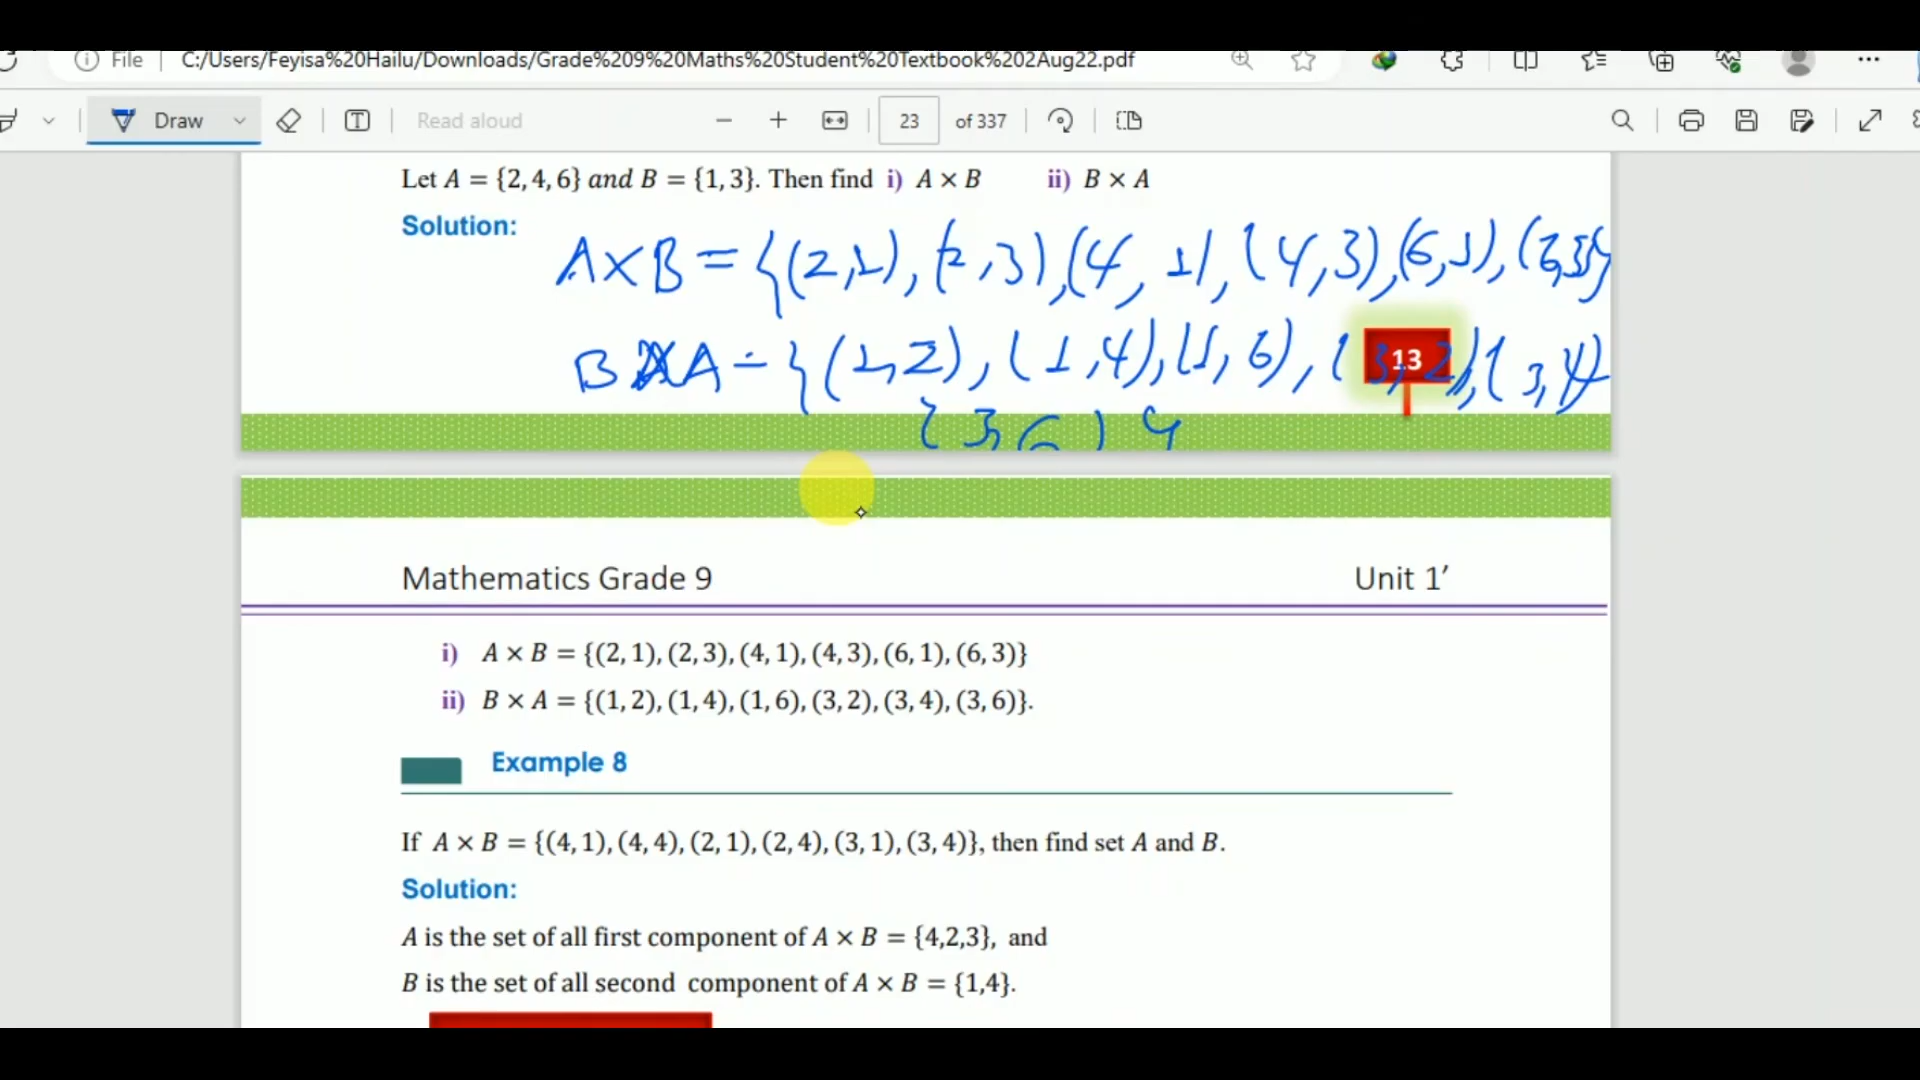 File C:/Users/Feyisa%20Hailu/Downloads/Grade%209%20Maths%20Student%20Textbook%202Aug22.pdf
Draw Read aloud 23 of 337
Let A = {2, 4, 6} and B = {1, 3}. Then find i) A × B ii) B × A
Solution:
A×B = {(2,1), (2,3), (4, 1), (4,3), (6,1), (6,3)}
B×A = {(1,2), (1,4), (1,6), (3,2), (3,4)
13
(3,6)}
Mathematics Grade 9 Unit 1′
i) A × B = {(2, 1), (2, 3), (4, 1), (4, 3), (6, 1), (6, 3)}
ii) B × A = {(1, 2), (1, 4), (1, 6), (3, 2), (3, 4), (3, 6)}.
Example 8
If A × B = {(4, 1), (4, 4), (2, 1), (2, 4), (3, 1), (3, 4)}, then find set A and B.
Solution:
A is the set of all first component of A × B = {4,2,3}, and
B is the set of all second component of A × B = {1,4}.